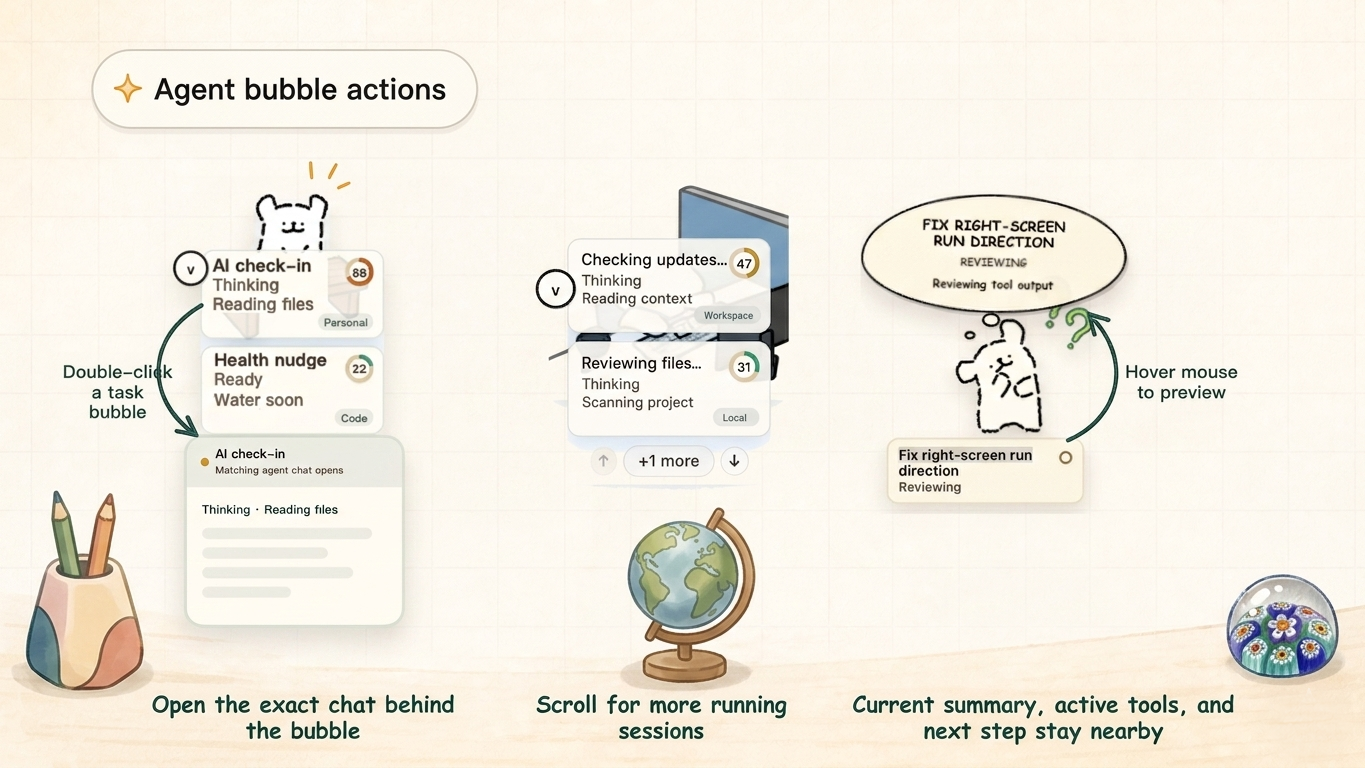 Agent bubble actions
v
AI check-in
88
Thinking
Reading files
Personal
Health nudge
22
Ready
Water soon
Code
Double-click
a task
bubble
AI check-in
Matching agent chat opens
Thinking · Reading files
Open the exact chat behind
the bubble
v
Checking updates...
47
Thinking
Reading context
Workspace
Reviewing files...
31
Thinking
Scanning project
Local
↑ +1 more ↓
Scroll for more running
sessions
FIX RIGHT-SCREEN
RUN DIRECTION
REVIEWING
Reviewing tool output
??
Hover mouse
to preview
Fix right-screen run
direction
Reviewing
Current summary, active tools, and
next step stay nearby